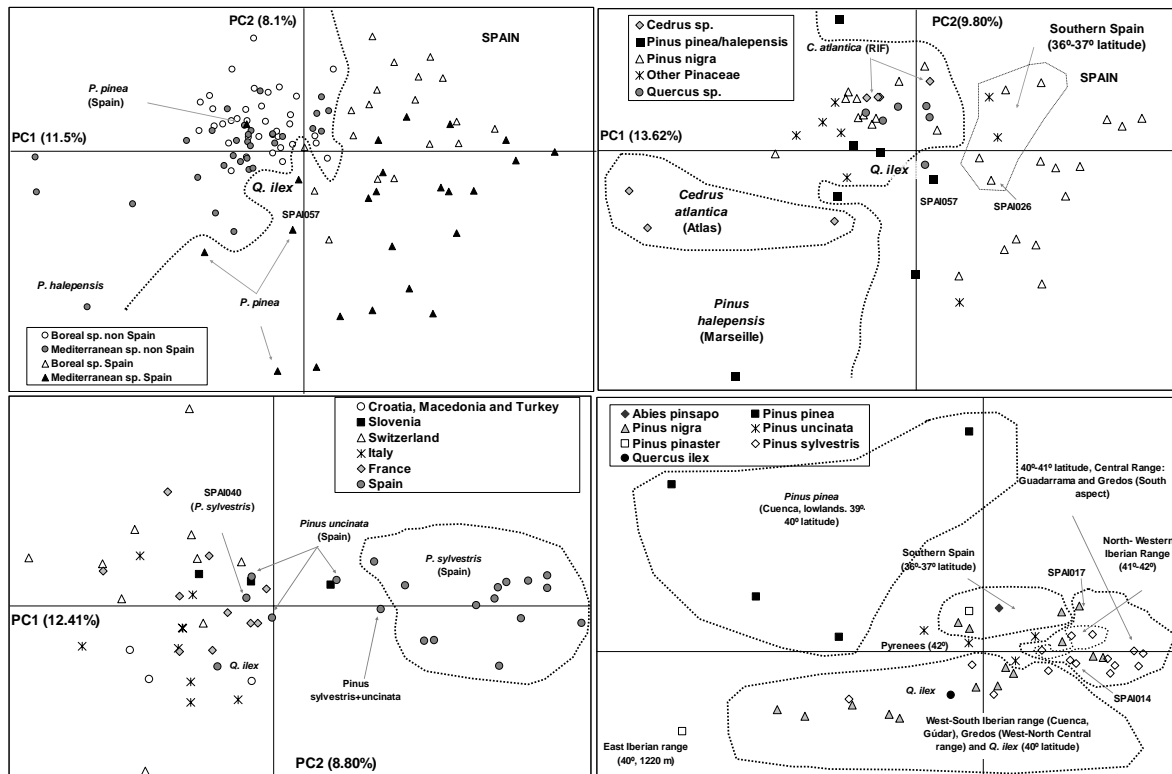 PC2 (8.1%)
SPAIN
P. pinea
(Spain)
PC1 (11.5%)
Q. ilex
SPAI057
P. halepensis
P. pinea
Boreal sp. non Spain
Mediterranean sp. non Spain
Boreal sp. Spain
Mediterranean sp. Spain
Cedrus sp.
Pinus pinea/halepensis
Pinus nigra
Other Pinaceae
Quercus sp.
PC2(9.80%)
C. atlantica (RIF)
Southern Spain
(36º-37º latitude)
SPAIN
PC1 (13.62%)
Q. ilex
SPAI057
SPAI026
Cedrus
atlantica
(Atlas)
Pinus
halepensis
(Marseille)
Croatia, Macedonia and Turkey
Slovenia
Switzerland
Italy
France
Spain
SPAI040
(P. sylvestris)
Pinus uncinata
(Spain)
P. sylvestris
(Spain)
PC1 (12.41%)
Q. ilex
Pinus
sylvestris+uncinata
PC2 (8.80%)
Abies pinsapo
Pinus pinea
Pinus nigra
Pinus uncinata
Pinus pinaster
Pinus sylvestris
Quercus ilex
40º-41º latitude, Central Range:
Guadarrama and Gredos (South
aspect)
Pinus pinea
(Cuenca, lowlands. 39º-
40º latitude)
North- Western
Iberian Range
(41º-42º)
Southern Spain
(36º-37º latitude)
SPAI017
Pyrenees (42º)
Q. ilex
SPAI014
West-South Iberian range (Cuenca,
Gúdar), Gredos (West-North Central
range) and Q. ilex (40º latitude)
East Iberian range
(40º, 1220 m)